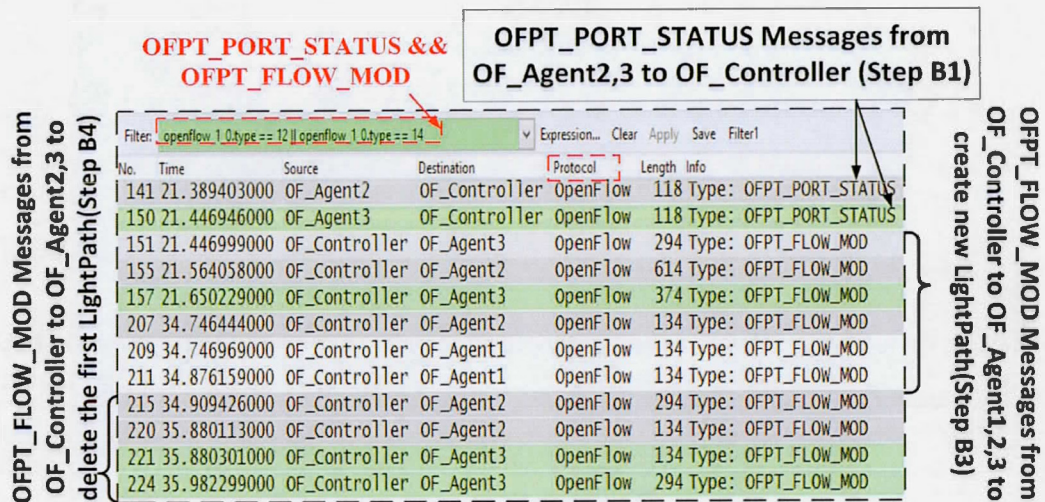 OFPT_PORT_STATUS &&
OFPT_FLOW_MOD
OFPT_PORT_STATUS Messages from
OF_Agent2,3 to OF_Controller (Step B1)
OFPT_FLOW_MOD Messages from
OF_Controller to OF_Agent2,3 to
delete the first LightPath(Step B4)
Filter: openflow_1_0.type == 12 || openflow_1_0.type == 14 Expression... Clear Apply Save Filter1
No. Time Source Destination Protocol Length Info
141 21.389403000 OF_Agent2 OF_Controller OpenFlow 118 Type: OFPT_PORT_STATUS
150 21.446946000 OF_Agent3 OF_Controller OpenFlow 118 Type: OFPT_PORT_STATUS
151 21.446999000 OF_Controller OF_Agent3 OpenFlow 294 Type: OFPT_FLOW_MOD
155 21.564058000 OF_Controller OF_Agent2 OpenFlow 614 Type: OFPT_FLOW_MOD
157 21.650229000 OF_Controller OF_Agent3 OpenFlow 374 Type: OFPT_FLOW_MOD
207 34.746444000 OF_Controller OF_Agent2 OpenFlow 134 Type: OFPT_FLOW_MOD
209 34.746969000 OF_Controller OF_Agent1 OpenFlow 134 Type: OFPT_FLOW_MOD
211 34.876159000 OF_Controller OF_Agent1 OpenFlow 134 Type: OFPT_FLOW_MOD
215 34.909426000 OF_Controller OF_Agent2 OpenFlow 294 Type: OFPT_FLOW_MOD
220 35.880113000 OF_Controller OF_Agent2 OpenFlow 294 Type: OFPT_FLOW_MOD
221 35.880301000 OF_Controller OF_Agent3 OpenFlow 134 Type: OFPT_FLOW_MOD
224 35.982299000 OF_Controller OF_Agent3 OpenFlow 294 Type: OFPT_FLOW_MOD
OFPT_FLOW_MOD Messages from
OF_Controller to OF_Agent1,2,3 to
create new LightPath(Step B3)